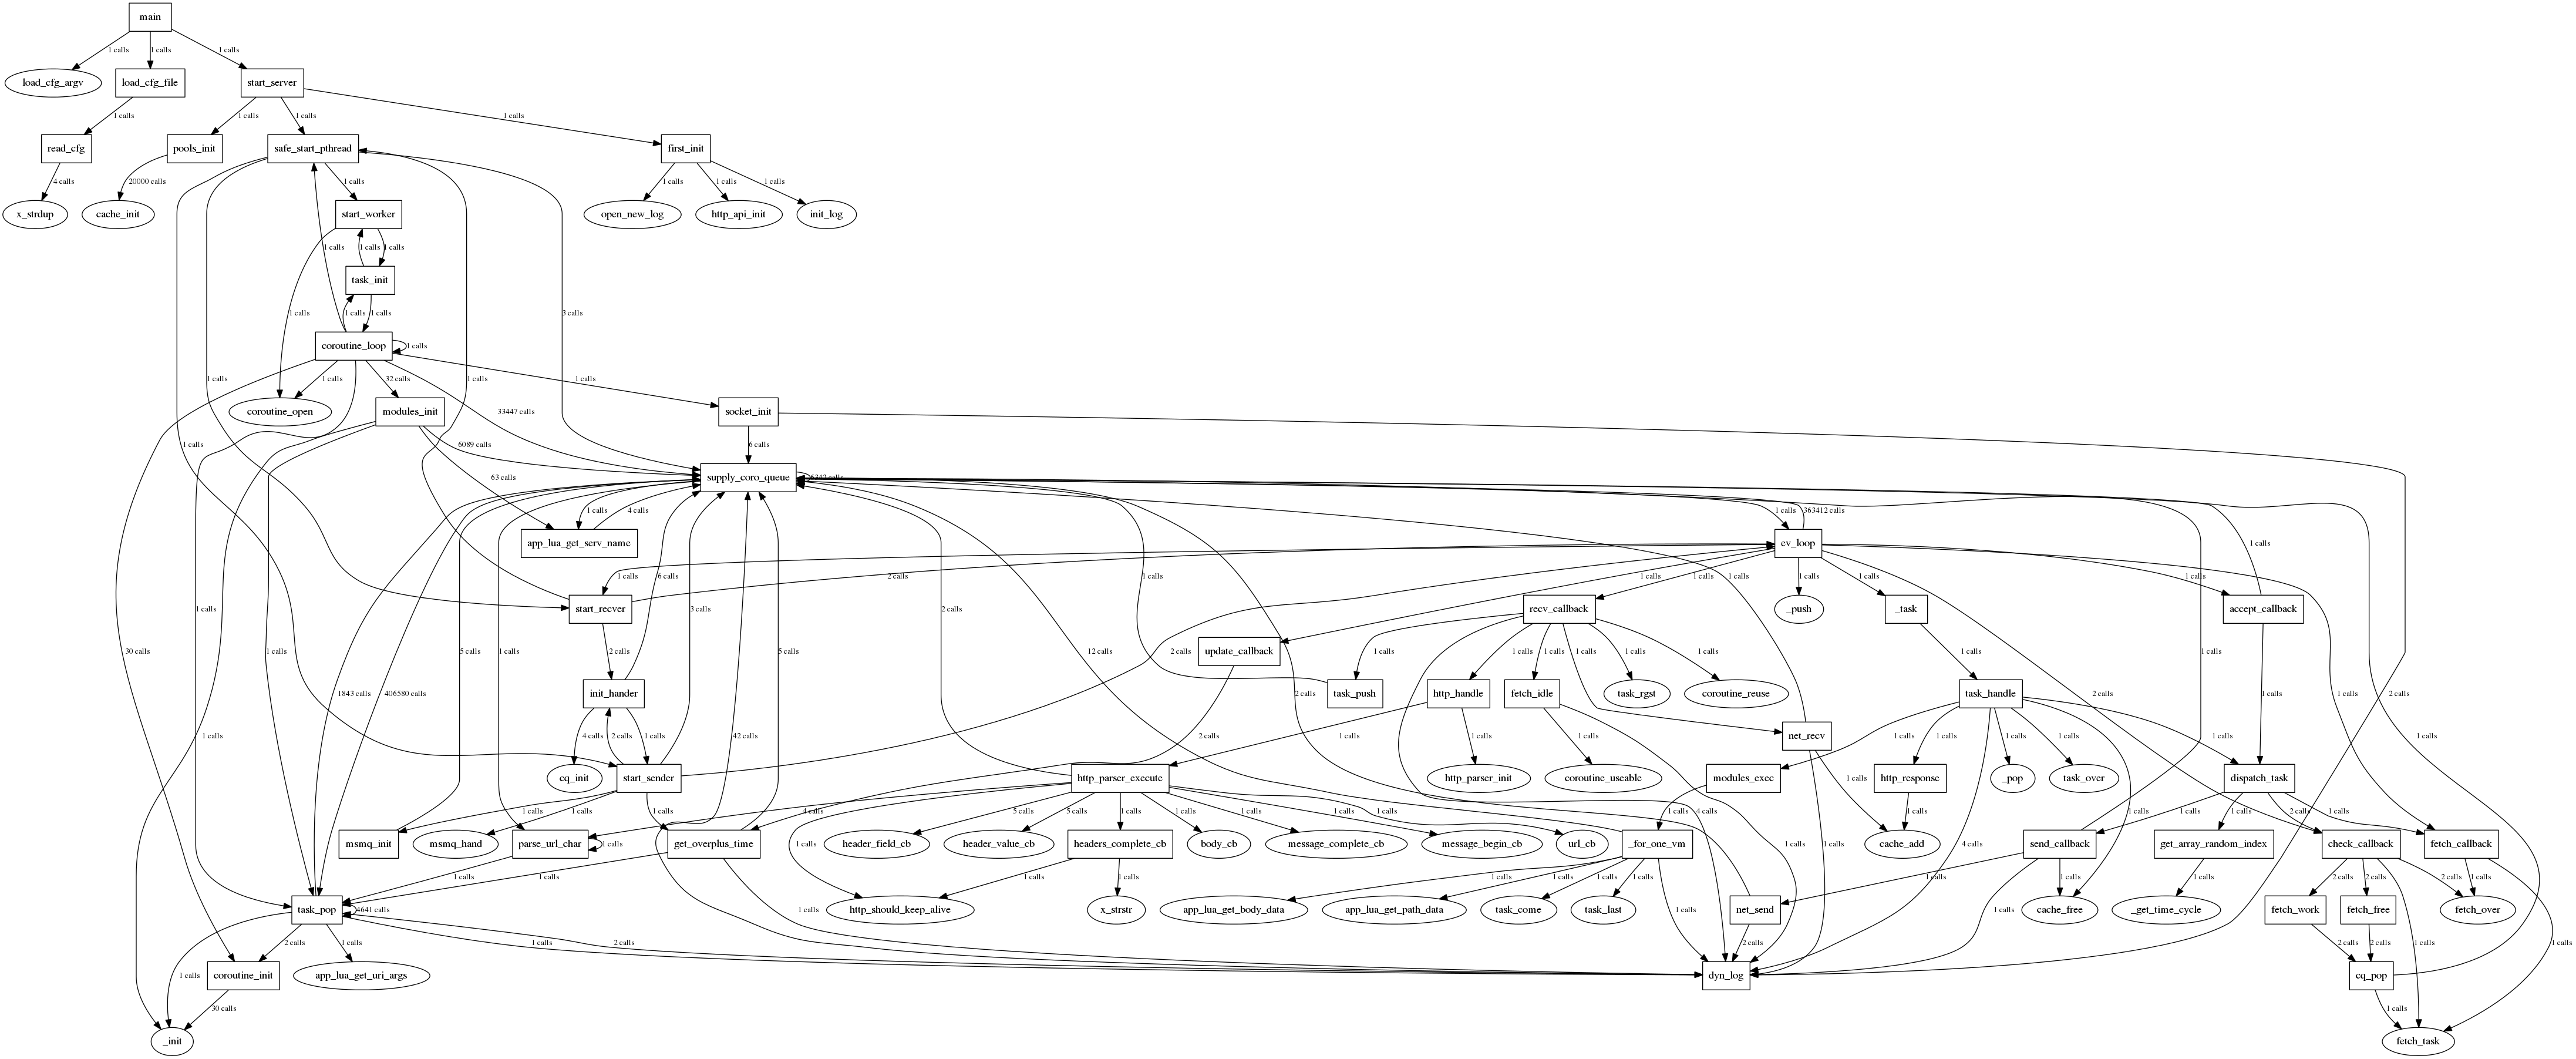 main
1 calls
1 calls
1 calls
load_cfg_argv
load_cfg_file
start_server
1 calls
1 calls
1 calls
1 calls
read_cfg
pools_init
safe_start_pthread
first_init
4 calls
20000 calls
1 calls
1 calls
1 calls
1 calls
x_strdup
cache_init
start_worker
open_new_log
http_api_init
init_log
1 calls
1 calls
1 calls
task_init
1 calls
1 calls
1 calls
3 calls
coroutine_loop
1 calls
1 calls
1 calls
32 calls
1 calls
1 calls
coroutine_open
modules_init
33447 calls
socket_init
1 calls
6089 calls
6 calls
63 calls
supply_coro_queue
1 calls
4 calls
1 calls
363412 calls
app_lua_get_serv_name
ev_loop
1 calls
1 calls
6 calls
1 calls
2 calls
1 calls
1 calls
1 calls
1 calls
1 calls
1 calls
3 calls
2 calls
start_recver
recv_callback
_push
_task
accept_callback
30 calls
1 calls
5 calls
1 calls
2 calls
5 calls
12 calls
2 calls
update_callback
1 calls
1 calls
1 calls
1 calls
1 calls
1 calls
1 calls
1 calls
2 calls
1 calls
1843 calls
406580 calls
init_hander
2 calls
task_push
http_handle
fetch_idle
task_rgst
coroutine_reuse
task_handle
2 calls
1 calls
4 calls
2 calls
1 calls
42 calls
2 calls
1 calls
1 calls
1 calls
net_recv
1 calls
1 calls
1 calls
1 calls
1 calls
1 calls
cq_init
start_sender
http_parser_execute
http_parser_init
coroutine_useable
modules_exec
http_response
_pop
task_over
dispatch_task
1 calls
1 calls
1 calls
4 calls
5 calls
5 calls
1 calls
1 calls
1 calls
1 calls
1 calls
1 calls
4 calls
1 calls
1 calls
1 calls
1 calls
1 calls
2 calls
1 calls
msmq_init
msmq_hand
parse_url_char
1 calls
get_overplus_time
header_field_cb
header_value_cb
headers_complete_cb
body_cb
message_complete_cb
message_begin_cb
url_cb
_for_one_vm
cache_add
send_callback
get_array_random_index
check_callback
fetch_callback
1 calls
1 calls
1 calls
1 calls
1 calls
1 calls
1 calls
1 calls
1 calls
1 calls
1 calls
1 calls
2 calls
2 calls
2 calls
1 calls
task_pop
4641 calls
http_should_keep_alive
x_strstr
app_lua_get_body_data
app_lua_get_path_data
task_come
task_last
net_send
cache_free
_get_time_cycle
fetch_work
fetch_free
fetch_over
1 calls
2 calls
1 calls
1 calls
2 calls
1 calls
2 calls
1 calls
2 calls
2 calls
1 calls
1 calls
coroutine_init
app_lua_get_uri_args
dyn_log
cq_pop
30 calls
1 calls
_init
fetch_task